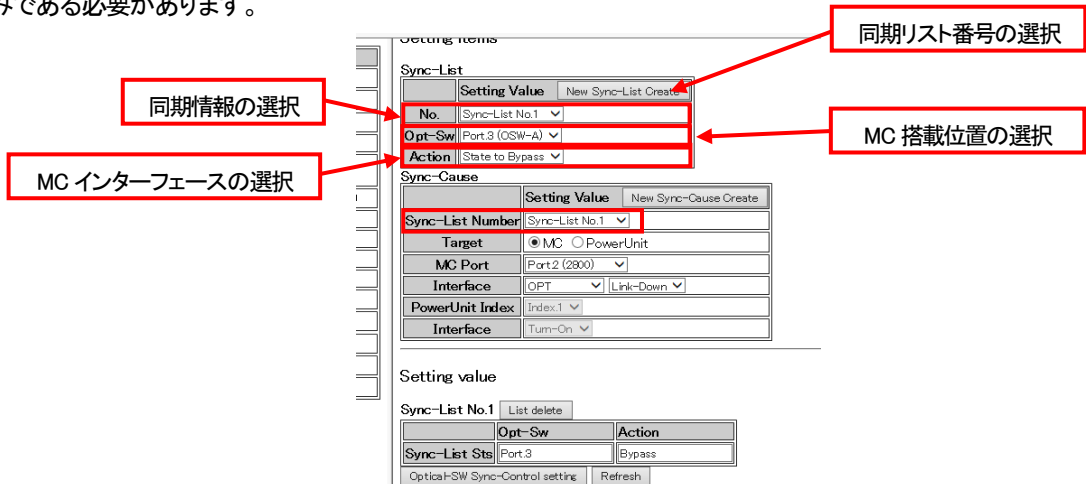 みである必要があります。
同期リスト番号の選択
Setting Items
Sync-List
Setting Value New Sync-List Create
同期情報の選択
No. Sync-List No.1
Opt-Sw Port.3 (OSW-A)
MC 搭載位置の選択
Action State to Bypass
MC インターフェースの選択
Sync-Cause
Setting Value New Sync-Cause Create
Sync-List Number Sync-List No.1
Target MC PowerUnit
MC Port Port.2 (2800)
Interface OPT Link-Down
PowerUnit Index Index.1
Interface Turn-On
Setting value
Sync-List No.1 List delete
Opt-Sw Action
Sync-List Sts Port.3 Bypass
Optical-SW Sync-Control setting Refresh